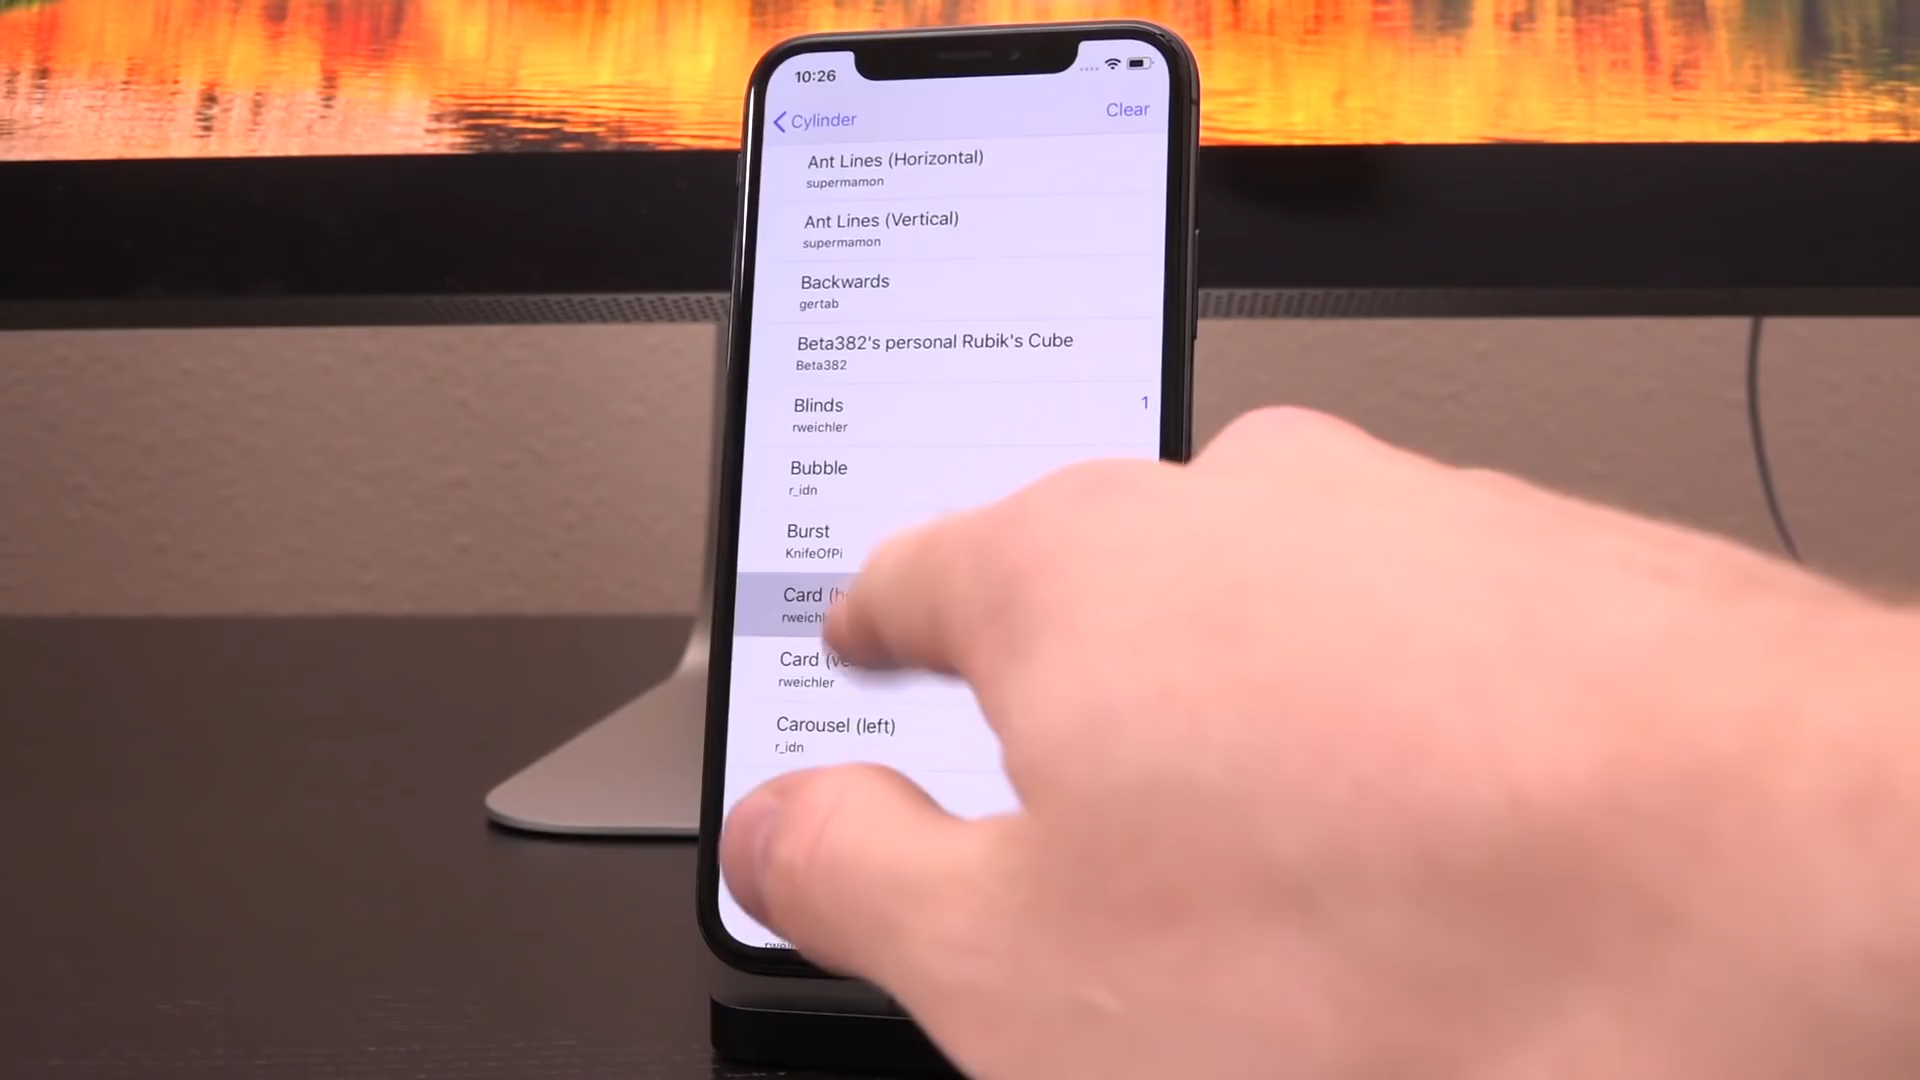 10:26
Cylinder
Clear
Ant Lines (Horizontal)
supermamon
Ant Lines (Vertical)
supermamon
Backwards
gertab
Beta382's personal Rubik's Cube
Beta382
Blinds
1
rweichler
Bubble
r_idn
Burst
KnifeOfPi
Card
Card
rweichler
Carousel (left)
r_idn